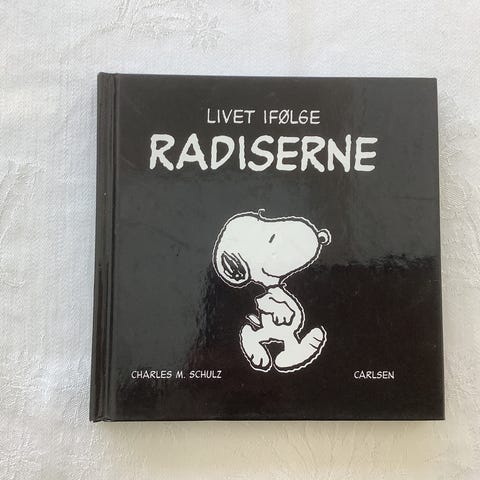 LIVET IFØLGE
RADISERNE
CHARLES M. SCHULZ
CARLSEN